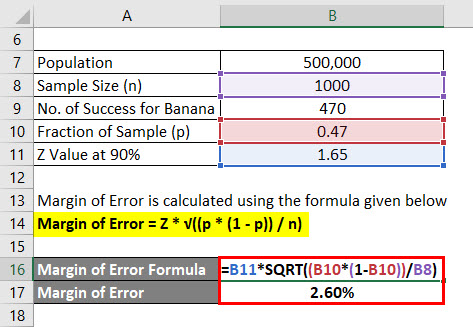 A B
6
7 Population 500,000
8 Sample Size (n) 1000
9 No. of Success for Banana 470
10 Fraction of Sample (p) 0.47
11 Z Value at 90% 1.65
12
13 Margin of Error is calculated using the formula given below
14 Margin of Error = Z * √((p * (1 - p)) / n)
15
16 Margin of Error Formula =B11*SQRT((B10*(1-B10))/B8)
17 Margin of Error 2.60%
18